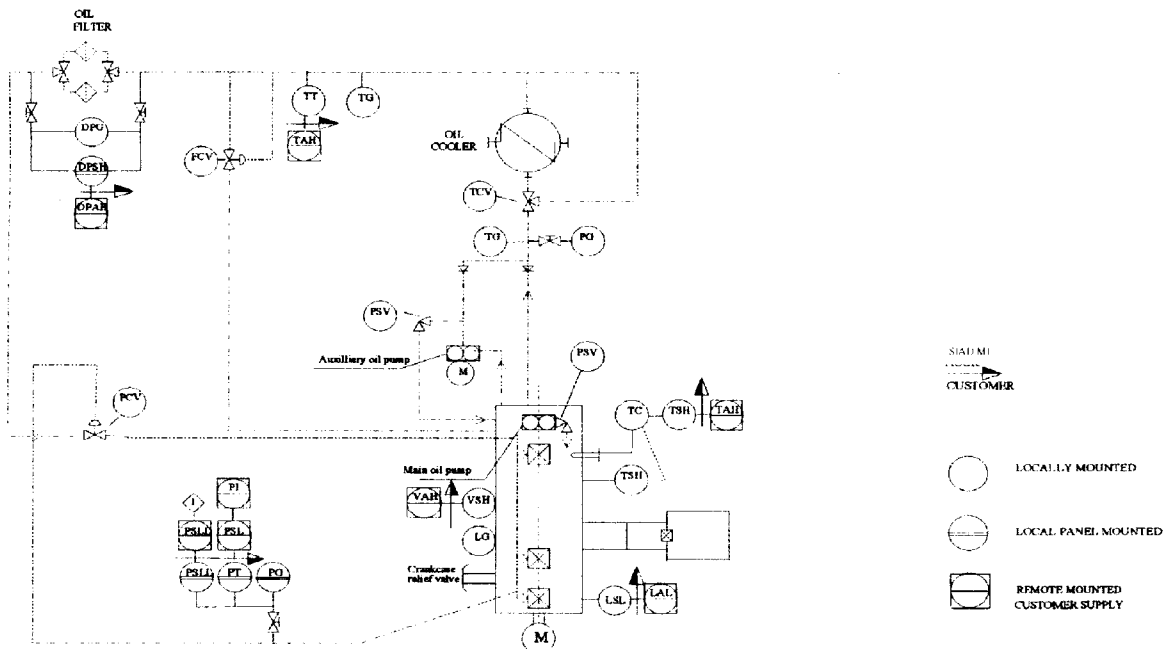 OIL
FILTER
DPG
DPSH
DPAH
FCV
TT
TG
TAH
OIL
COOLER
TCV
TG
PG
PSV
Auxiliary oil pump
M
PSV
PCV
Main oil pump
TC
TSH
TAH
TSH
VAH
VSH
LG
Crankcase
relief valve
LSL
LAL
M
I
PI
PSLL
PSL
PSLL
PT
PG
CUSTOMER
LOCALLY MOUNTED
LOCAL PANEL MOUNTED
REMOTE MOUNTED
CUSTOMER SUPPLY